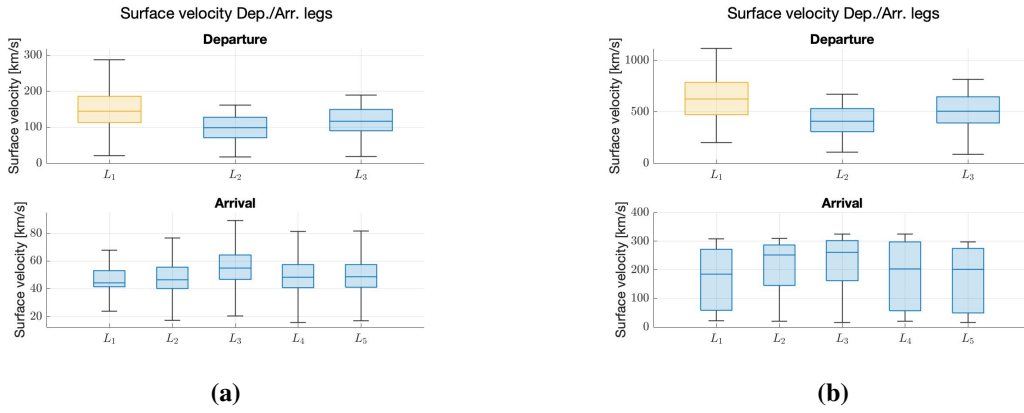 Surface velocity Dep./Arr. legs
Departure
Surface velocity [km/s]
300
200
100
0
L₁
L₂
L₃
Arrival
Surface velocity [km/s]
80
60
40
20
L₁
L₂
L₃
L₄
L₅
(a)
Surface velocity Dep./Arr. legs
Departure
Surface velocity [km/s]
1000
500
0
L₁
L₂
L₃
Arrival
Surface velocity [km/s]
400
300
200
100
0
L₁
L₂
L₃
L₄
L₅
(b)